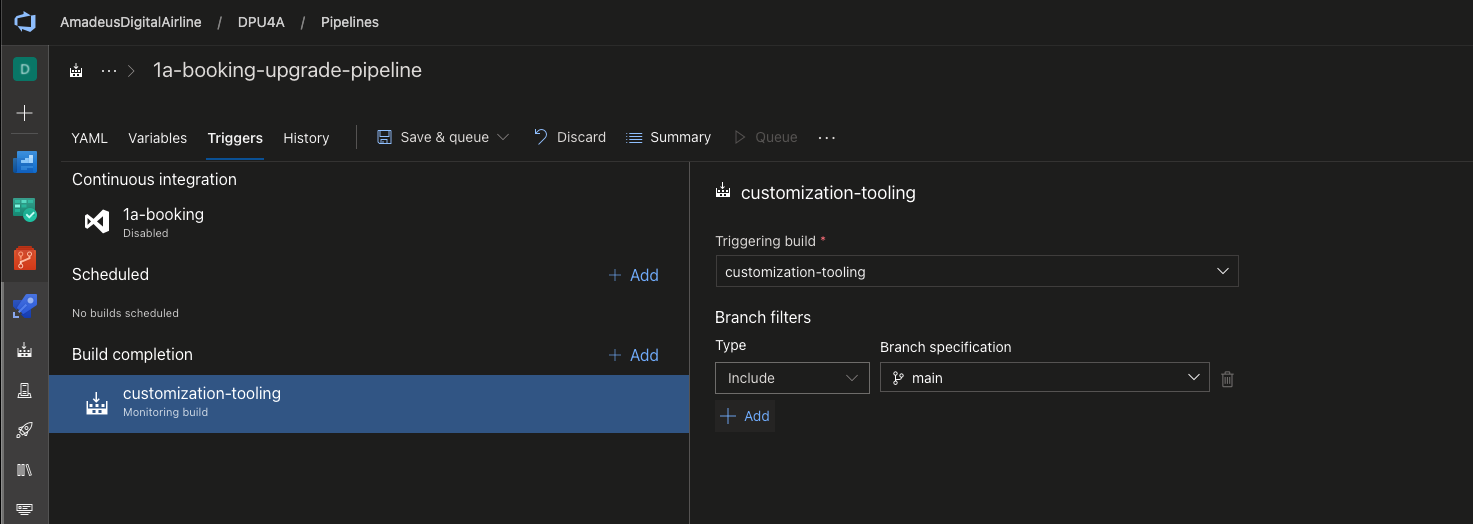 AmadeusDigitalAirline / DPU4A / Pipelines
D
··· > 1a-booking-upgrade-pipeline
YAML Variables Triggers History Save & queue Discard Summary Queue ···
Continuous integration
1a-booking
Disabled
Scheduled + Add
No builds scheduled
Build completion + Add
customization-tooling
Monitoring build
customization-tooling
Triggering build *
customization-tooling
Branch filters
Type Branch specification
Include main
+ Add